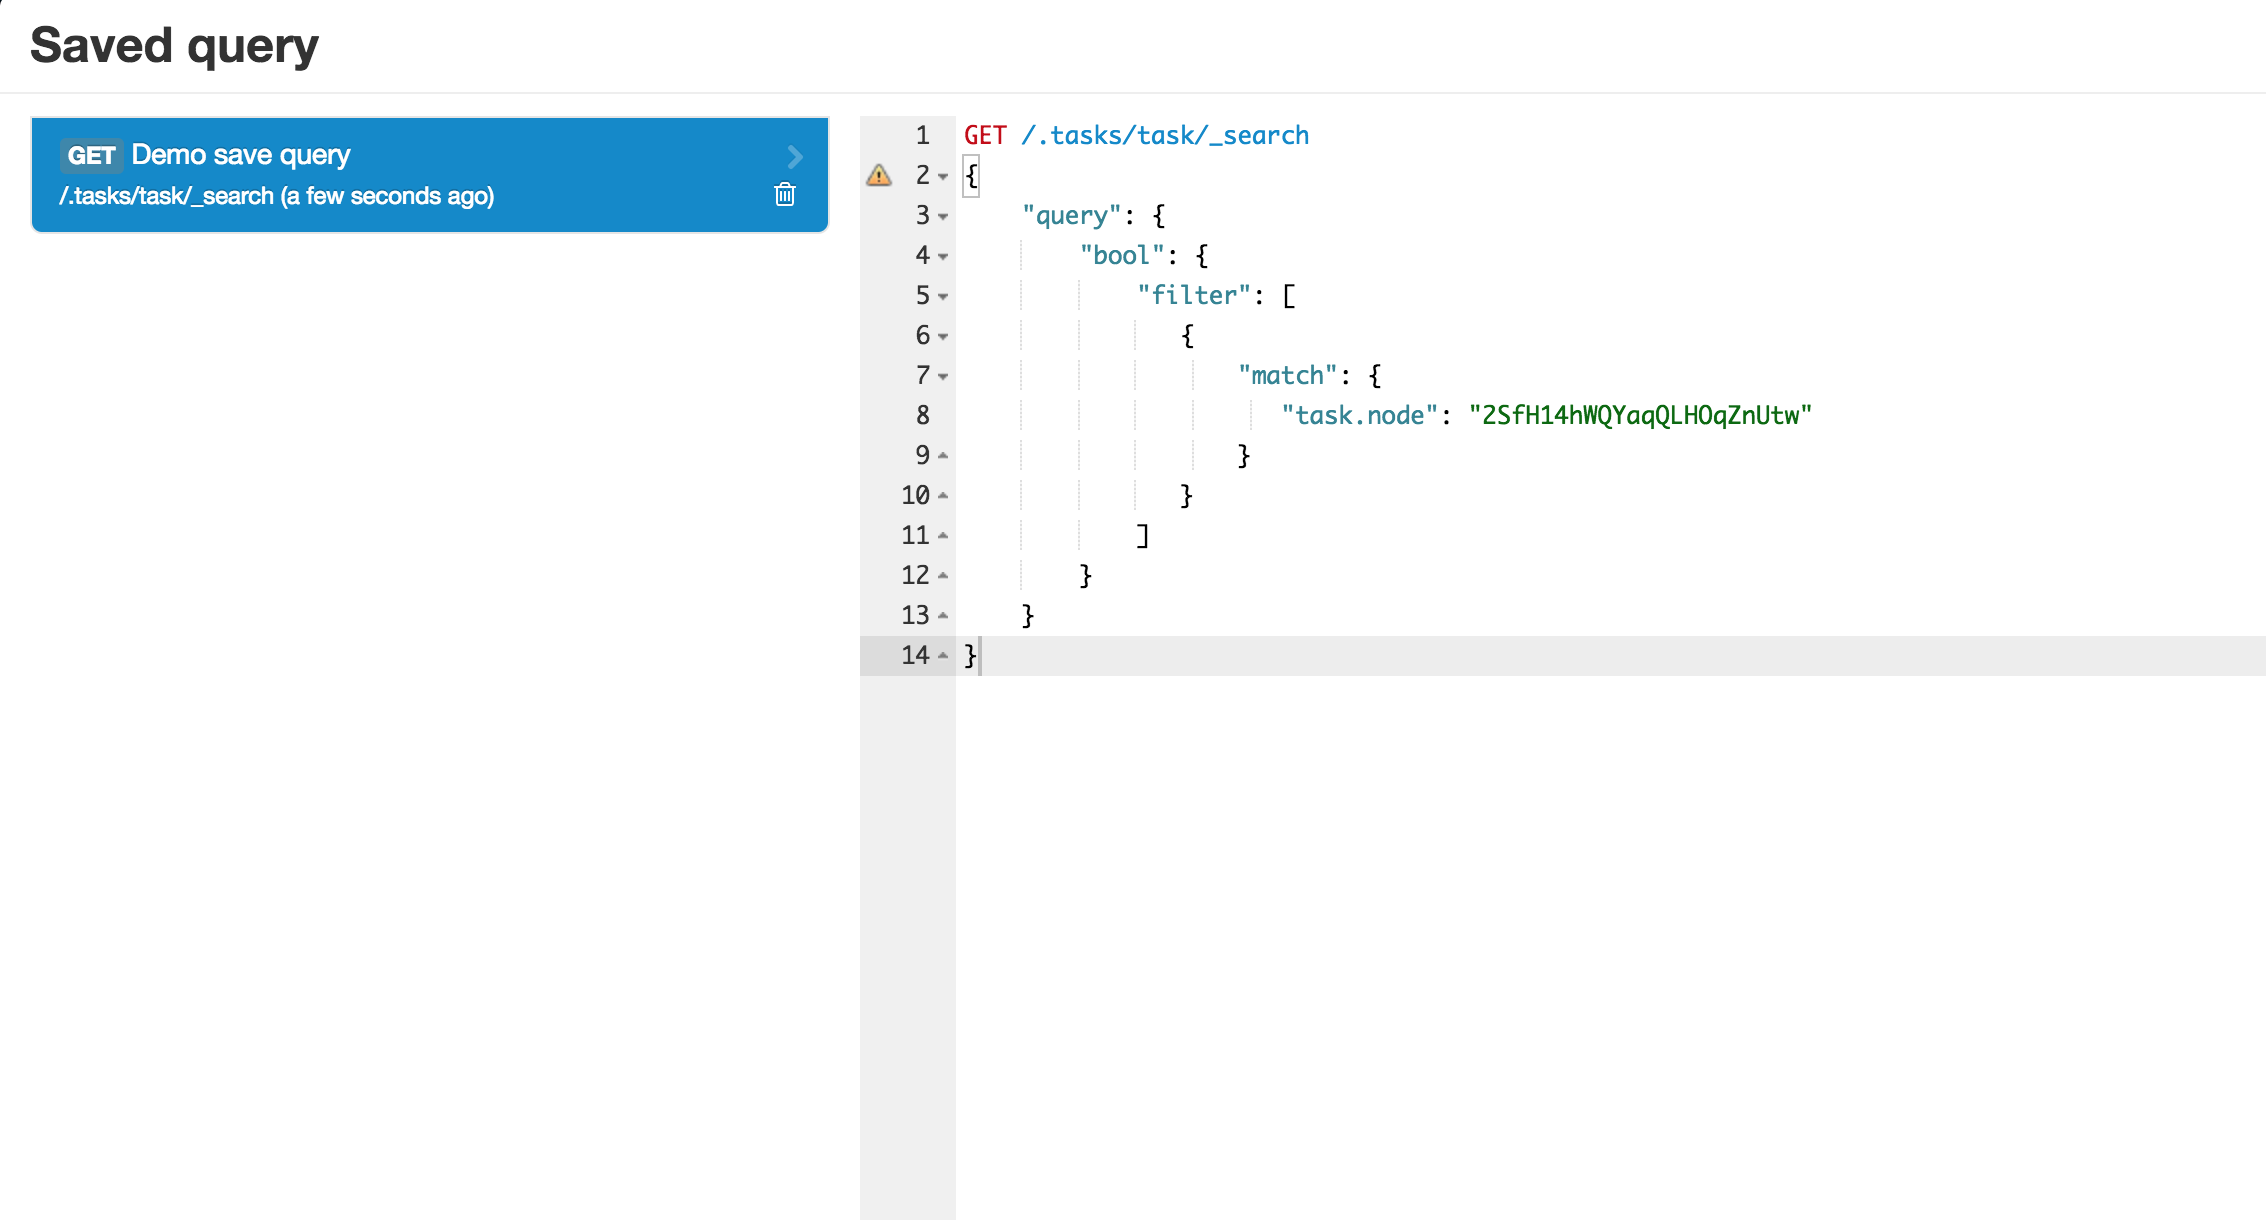 Saved query
GET Demo save query
/.tasks/task/_search (a few seconds ago)
1 GET /.tasks/task/_search
2 {
3 "query": {
4 "bool": {
5 "filter": [
6 {
7 "match": {
8 "task.node": "2SfH14hWQYaqQLHOqZnUtw"
9 }
10 }
11 ]
12 }
13 }
14 }